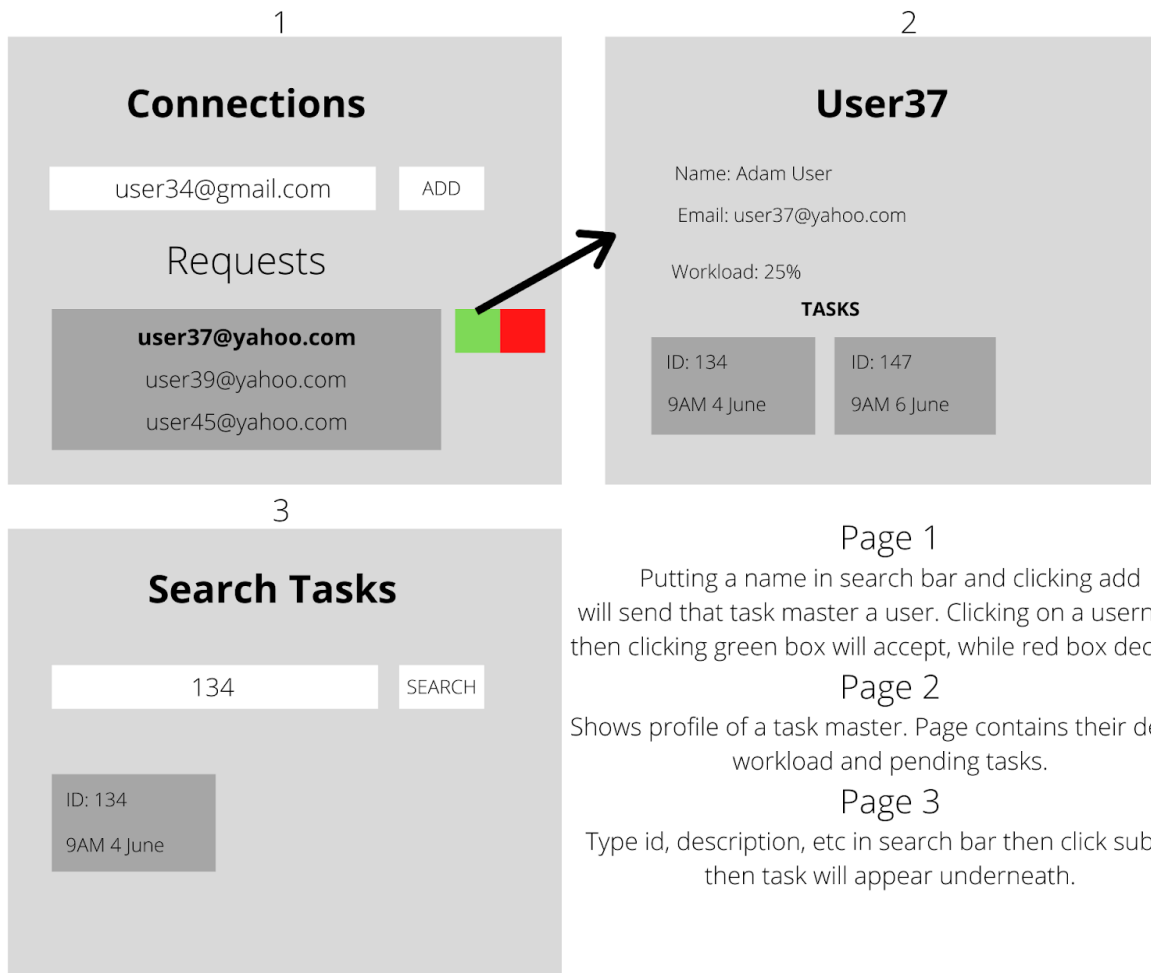 1
Connections
user34@gmail.com
ADD
Requests
user37@yahoo.com
user39@yahoo.com
user45@yahoo.com
2
User37
Name: Adam User
Email: user37@yahoo.com
Workload: 25%
TASKS
ID: 134
9AM 4 June
ID: 147
9AM 6 June
3
Search Tasks
134
SEARCH
ID: 134
9AM 4 June
Page 1
Putting a name in search bar and clicking add
will send that task master a user. Clicking on a
then clicking green box will accept, while red box
Page 2
Shows profile of a task master. Page contains their
workload and pending tasks.
Page 3
Type id, description, etc in search bar then click
then task will appear underneath.